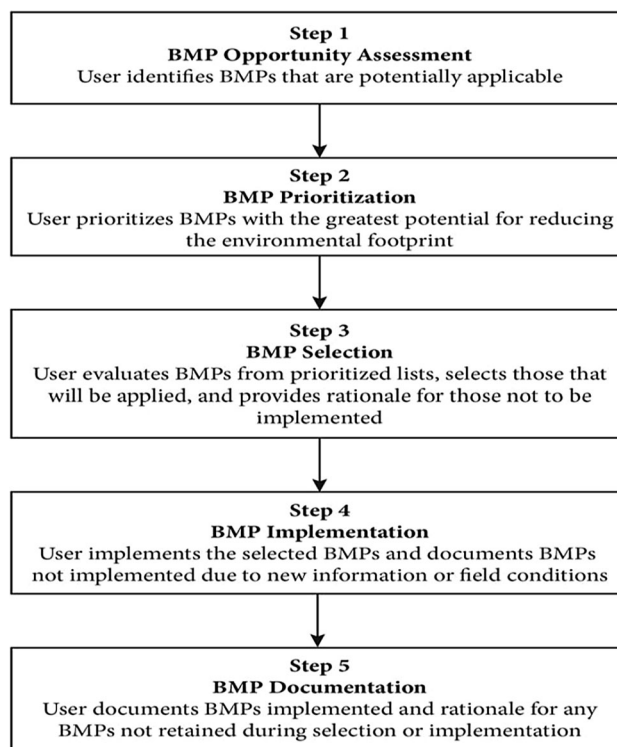 Step 1
BMP Opportunity Assessment
User identifies BMPs that are potentially applicable
Step 2
BMP Prioritization
User prioritizes BMPs with the greatest potential for reducing
the environmental footprint
Step 3
BMP Selection
User evaluates BMPs from prioritized lists, selects those that
will be applied, and provides rationale for those not to be
implemented
Step 4
BMP Implementation
User implements the selected BMPs and documents BMPs
not implemented due to new information or field conditions
Step 5
BMP Documentation
User documents BMPs implemented and rationale for any
BMPs not retained during selection or implementation